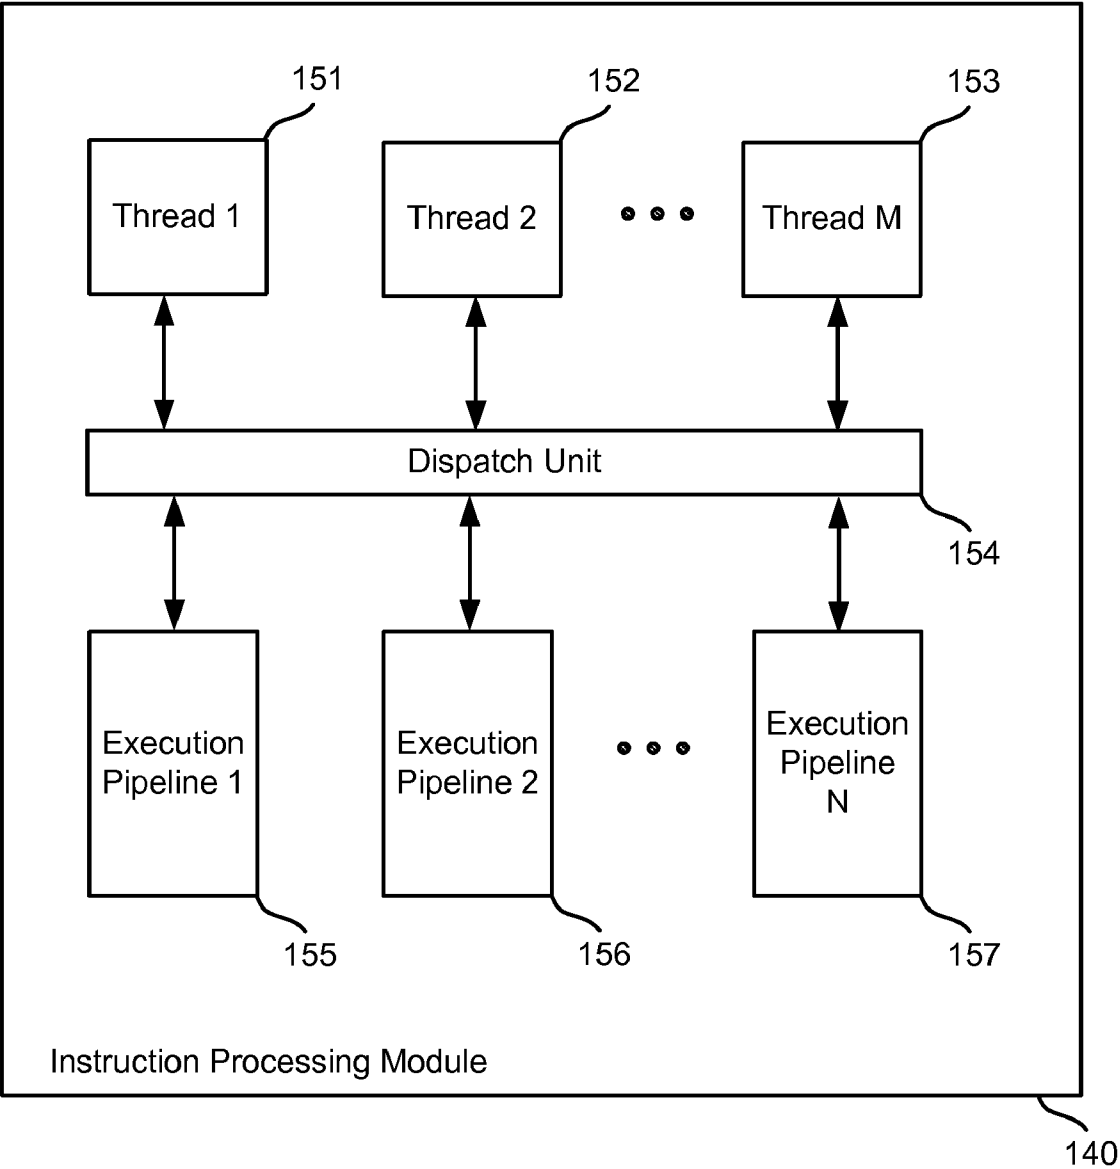 151
152
153
Thread 1
Thread 2
Thread M
Dispatch Unit
154
Execution
Pipeline 1
Execution
Pipeline 2
Execution
Pipeline
N
155
156
157
Instruction Processing Module
140